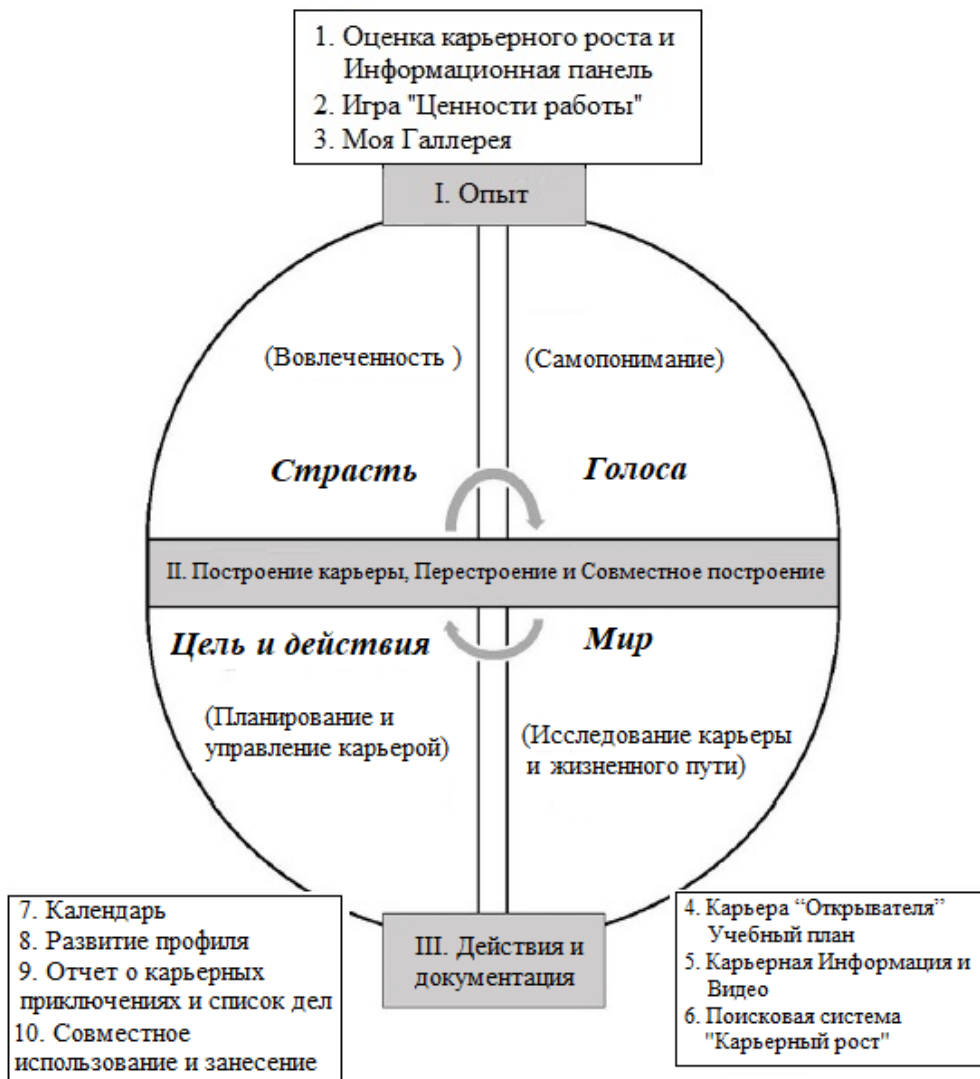 1. Оценка карьерного роста и
Информационная панель
2. Игра "Ценности работы"
3. Моя Галлерея
I. Опыт
(Вовлеченность )
(Самопонимание)
Страсть
Голоса
II. Построение карьеры, Перестроение и Совместное построение
Цель и действия
Мир
(Планирование и
управление карьерой)
(Исследование карьеры
и жизненного пути)
7. Календарь
8. Развитие профиля
9. Отчет о карьерных
приключениях и список дел
10. Совместное
использование и занесение
III. Действия и
документация
4. Карьера “Открывателя”
Учебный план
5. Карьерная Информация и
Видео
6. Поисковая система
"Карьерный рост"